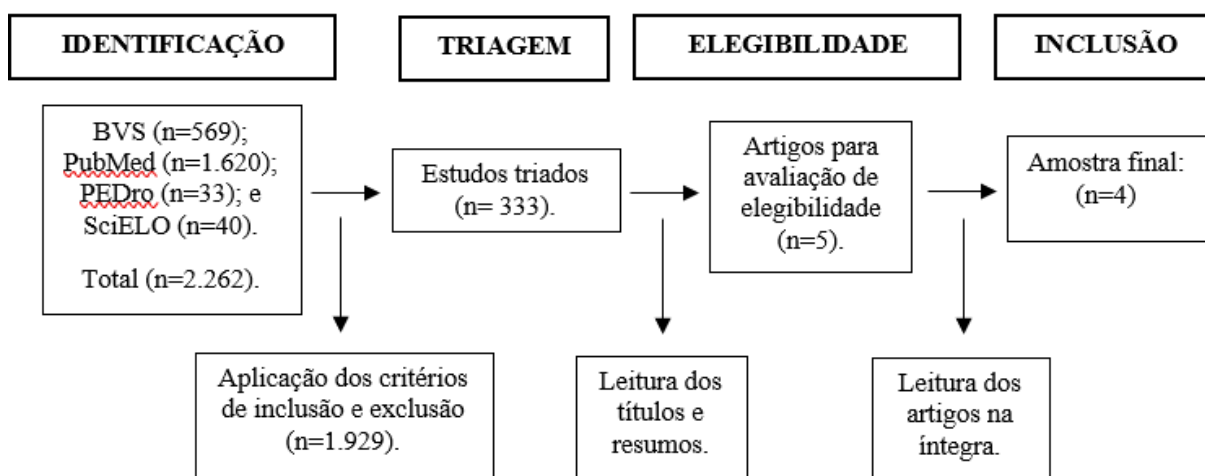 IDENTIFICAÇÃO
TRIAGEM
ELEGIBILIDADE
INCLUSÃO
BVS (n=569);
PubMed (n=1.620);
PEDro (n=33); e
SciELO (n=40).
Total (n=2.262).
Estudos triados
(n= 333).
Artigos para
avaliação de
elegibilidade
(n=5).
Amostra final:
(n=4)
Aplicação dos critérios
de inclusão e exclusão
(n=1.929).
Leitura dos
títulos e
resumos.
Leitura dos
artigos na
íntegra.